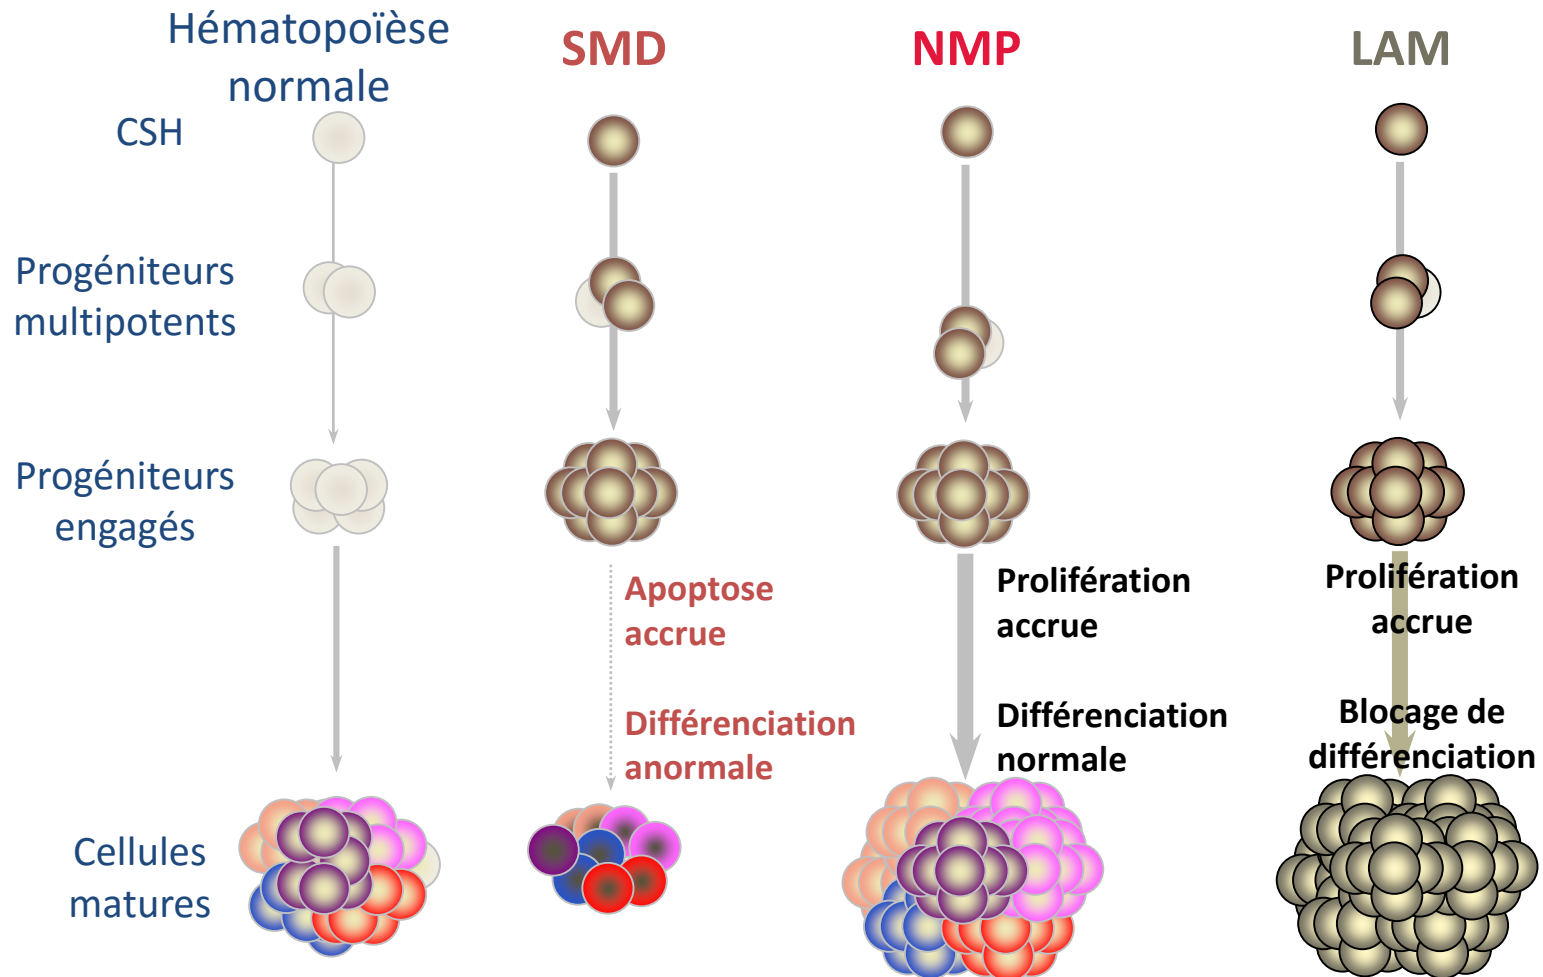 Hématopoïèse
normale
SMD
NMP
LAM
CSH
Progéniteurs
multipotents
Progéniteurs
engagés
Apoptose
accrue
Différenciation
anormale
Prolifération
accrue
Différenciation
normale
Prolifération
accrue
Blocage de
différenciation
Cellules
matures